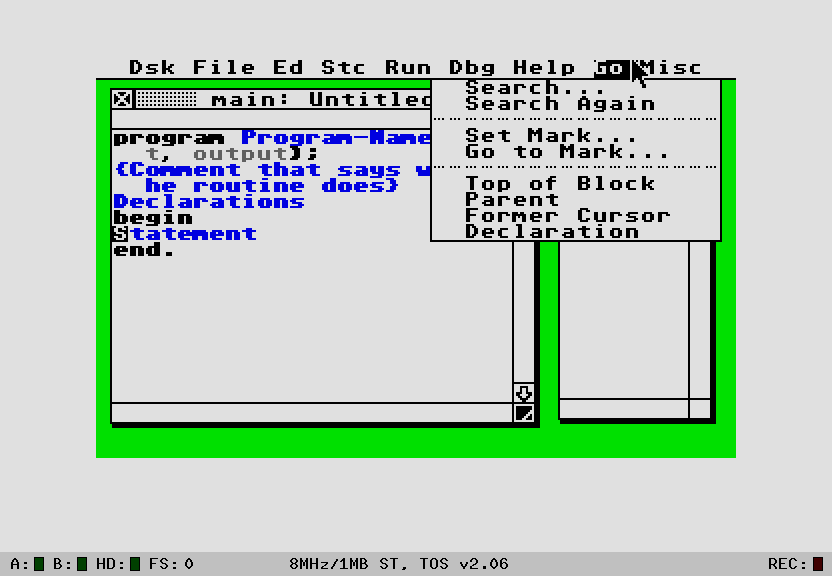 Dsk File Ed Stc Run Dbg Help Go Misc
Search...
Search Again
Set Mark...
Go to Mark...
Top of Block
Parent
Former Cursor
Declaration
main: Untitled
program Program-Name
t, output);
{Comment that says w
he routine does}
Declarations
begin
Statement
end.
A: B: HD: FS: 0 8MHz/1MB ST, TOS v2.06 REC: